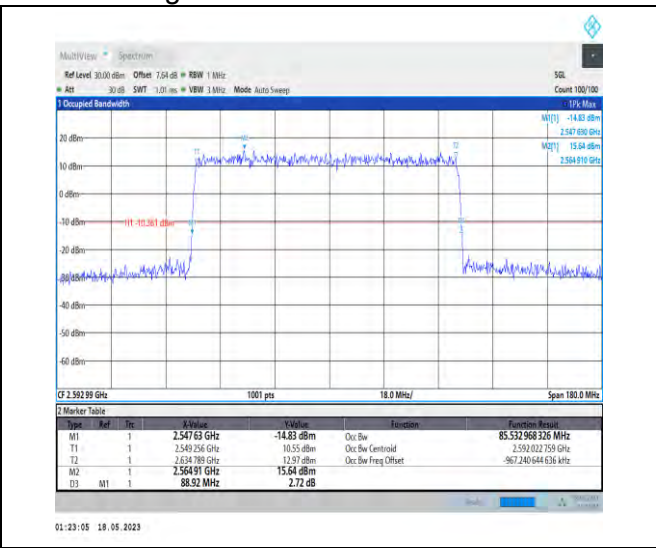 MultiView Spectrum
Ref Level 30.00 dBm Offset 7.64 dB RBW 1 MHz SGL
Att 30 dB SWT 3.01 ms VBW 3 MHz Mode Auto Sweep Count 100/100
1 Occupied Bandwidth 1Pk Max
M1[1] -14.83 dBm
2.547 630 GHz
20 dBm M2[1] 15.64 dBm
2.564 910 GHz
T1 M2 T2
10 dBm
0 dBm
-10 dBm H1 -10.361 dBm
-20 dBm
-30 dBm
-40 dBm
-50 dBm
-60 dBm
CF 2.592 99 GHz 1001 pts 18.0 MHz/ Span 180.0 MHz
2 Marker Table
Type Ref Trc X-Value Y-Value Function Function Result
M1 1 2.547 63 GHz -14.83 dBm Occ Bw 85.532 968 326 MHz
T1 1 2.549 256 GHz 10.55 dBm Occ Bw Centroid 2.592 022 759 GHz
T2 1 2.634 789 GHz 12.97 dBm Occ Bw Freq Offset -967.240 644 636 kHz
M2 1 2.564 91 GHz 15.64 dBm
D3 M1 1 88.92 MHz 2.72 dB
01:23:05 18.05.2023